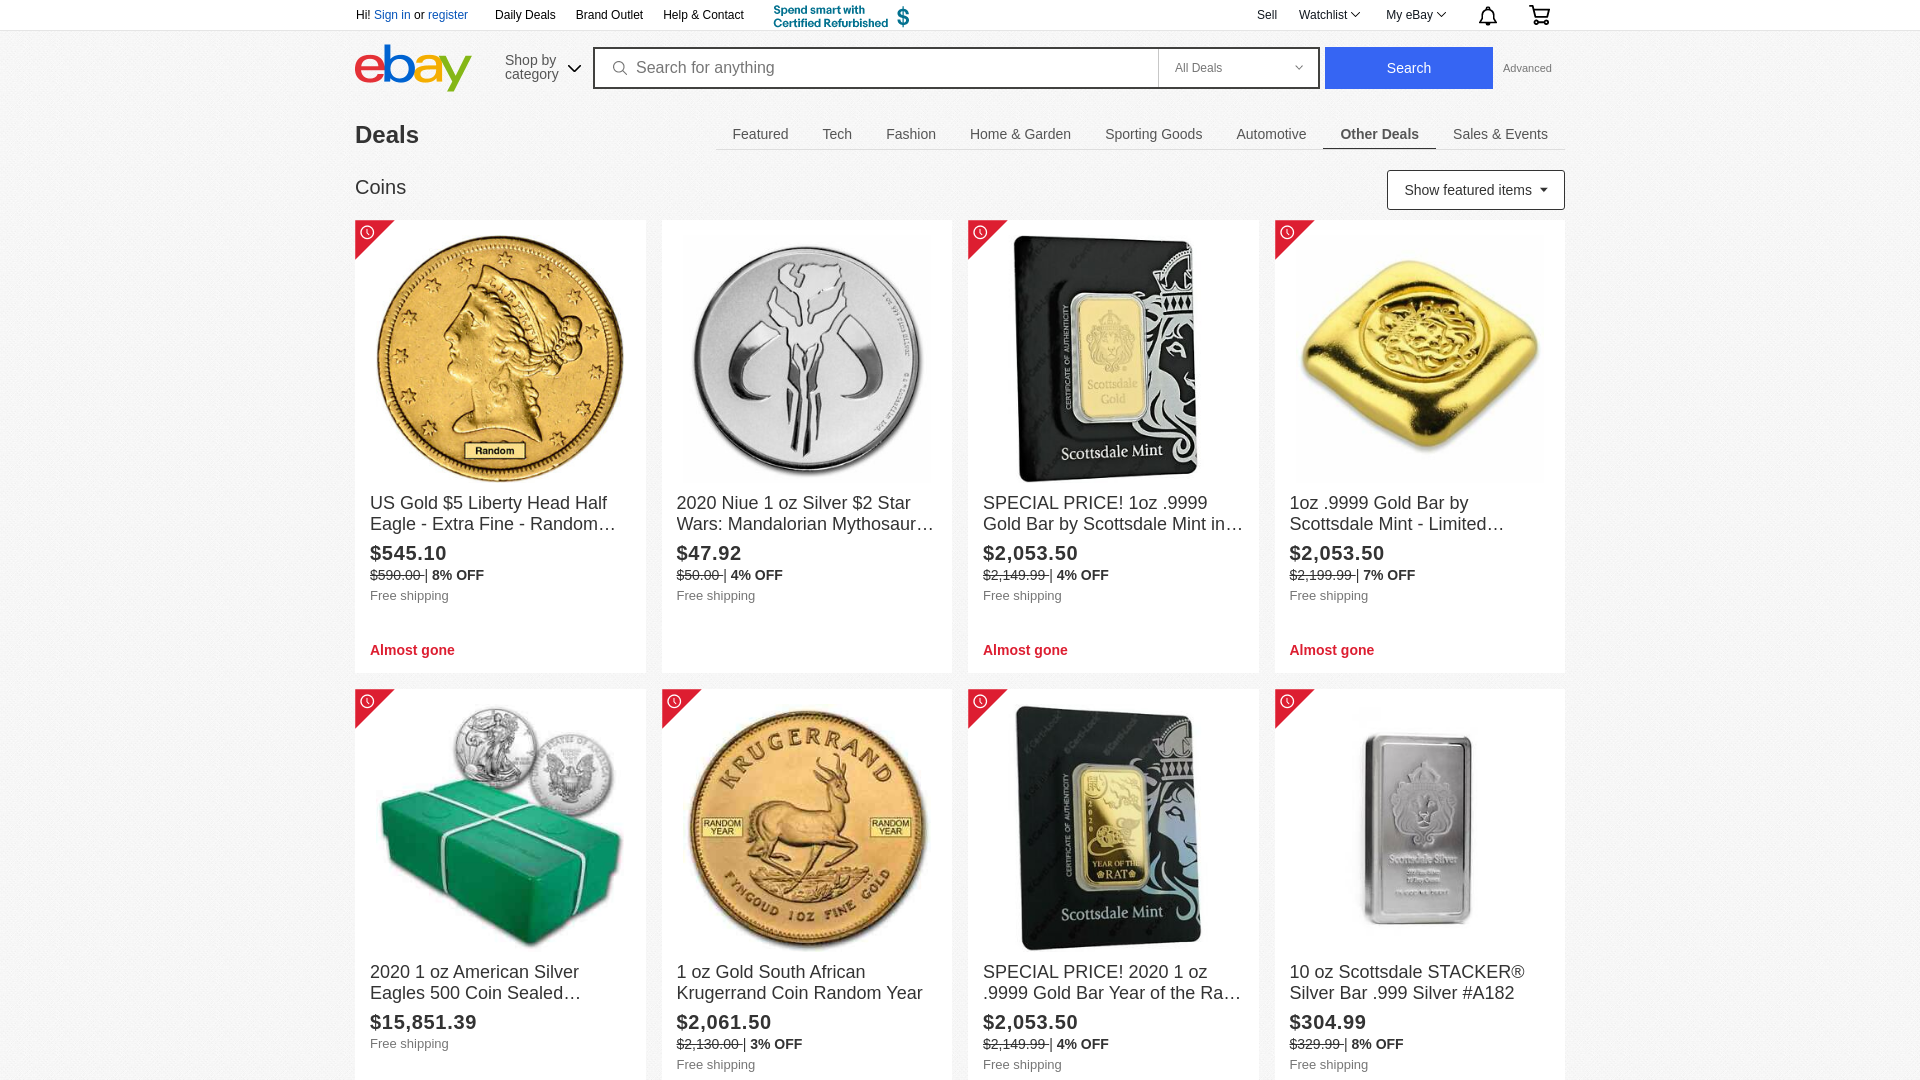 Hi! Sign in or register
Daily Deals
Brand Outlet
Help & Contact
Spend smart with
Certified Refurbished
$
Sell
Watchlist
My eBay
ebay
Shop by
category
Search for anything
All Deals
Search
Advanced
Deals
Featured
Tech
Fashion
Home & Garden
Sporting Goods
Automotive
Other Deals
Sales & Events
Coins
Show featured items
LIBERTY
Random
US Gold $5 Liberty Head Half
Eagle - Extra Fine - Random…
$545.10
$590.00 | 8% OFF
Free shipping
Almost gone
2020 Niue 1 oz Silver $2 Star
Wars: Mandalorian Mythosaur…
$47.92
$50.00 | 4% OFF
Free shipping
CERTIFICATE OF AUTHENTICITY
Scottsdale
Gold
Scottsdale Mint
SPECIAL PRICE! 1oz .9999
Gold Bar by Scottsdale Mint in…
$2,053.50
$2,149.99 | 4% OFF
Free shipping
Almost gone
1oz .9999 Gold Bar by
Scottsdale Mint - Limited…
$2,053.50
$2,199.99 | 7% OFF
Free shipping
Almost gone
2020 1 oz American Silver
Eagles 500 Coin Sealed…
$15,851.39
Free shipping
KRUGERRAND
RANDOM
YEAR
RANDOM
YEAR
FYNGOUD 1OZ FINE GOLD
1 oz Gold South African
Krugerrand Coin Random Year
$2,061.50
$2,130.00 | 3% OFF
Free shipping
CERTIFICATE OF AUTHENTICITY
鼠
2020
YEAR OF THE
RAT
Scottsdale Mint
SPECIAL PRICE! 2020 1 oz
.9999 Gold Bar Year of the Ra…
$2,053.50
$2,149.99 | 4% OFF
Free shipping
Scottsdale Silver
10 oz Scottsdale STACKER®
Silver Bar .999 Silver #A182
$304.99
$329.99 | 8% OFF
Free shipping